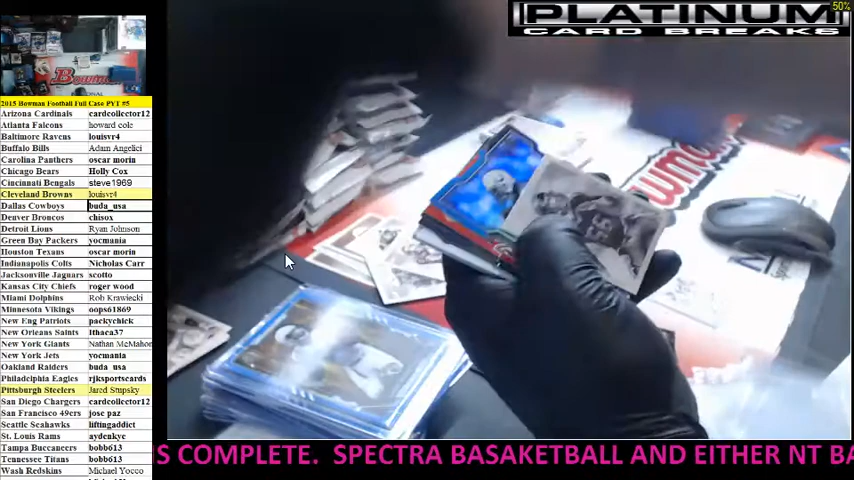 50%
PLATINUM
CARD BREAKS
Bowman
2015 Bowman Football Full Case PYT #5
Arizona Cardinals cardcollector12
Atlanta Falcons howard cole
Baltimore Ravens louisvr4
Buffalo Bills Adam Angelici
Carolina Panthers oscar morin
Chicago Bears Holly Cox
Cincinnati Bengals steve1969
Cleveland Browns louisvr4
Dallas Cowboys buda_usa
Denver Broncos chisox
Detroit Lions Ryan Johnson
Green Bay Packers yocmania
Houston Texans oscar morin
Indianapolis Colts Nicholas Carr
Jacksonville Jaguars scotto
Kansas City Chiefs roger wood
Miami Dolphins Rob Krawiecki
Minnesota Vikings oops61869
New Eng Patriots packychick
New Orleans Saints Ithaca37
New York Giants Nathan McMahon
New York Jets yocmania
Oakland Raiders buda_usa
Philadelphia Eagles rjksportscards
Pittsburgh Steelers Jared Stupsky
San Diego Chargers cardcollector12
San Francisco 49ers jose paz
Seattle Seahawks liftingaddict
St. Louis Rams aydenkye
Tampa Buccaneers bobb613
Tennessee Titans bobb613
Wash Redskins Michael Yocco
Bowman
S COMPLETE. SPECTRA BASAKETBALL AND EITHER NT BA